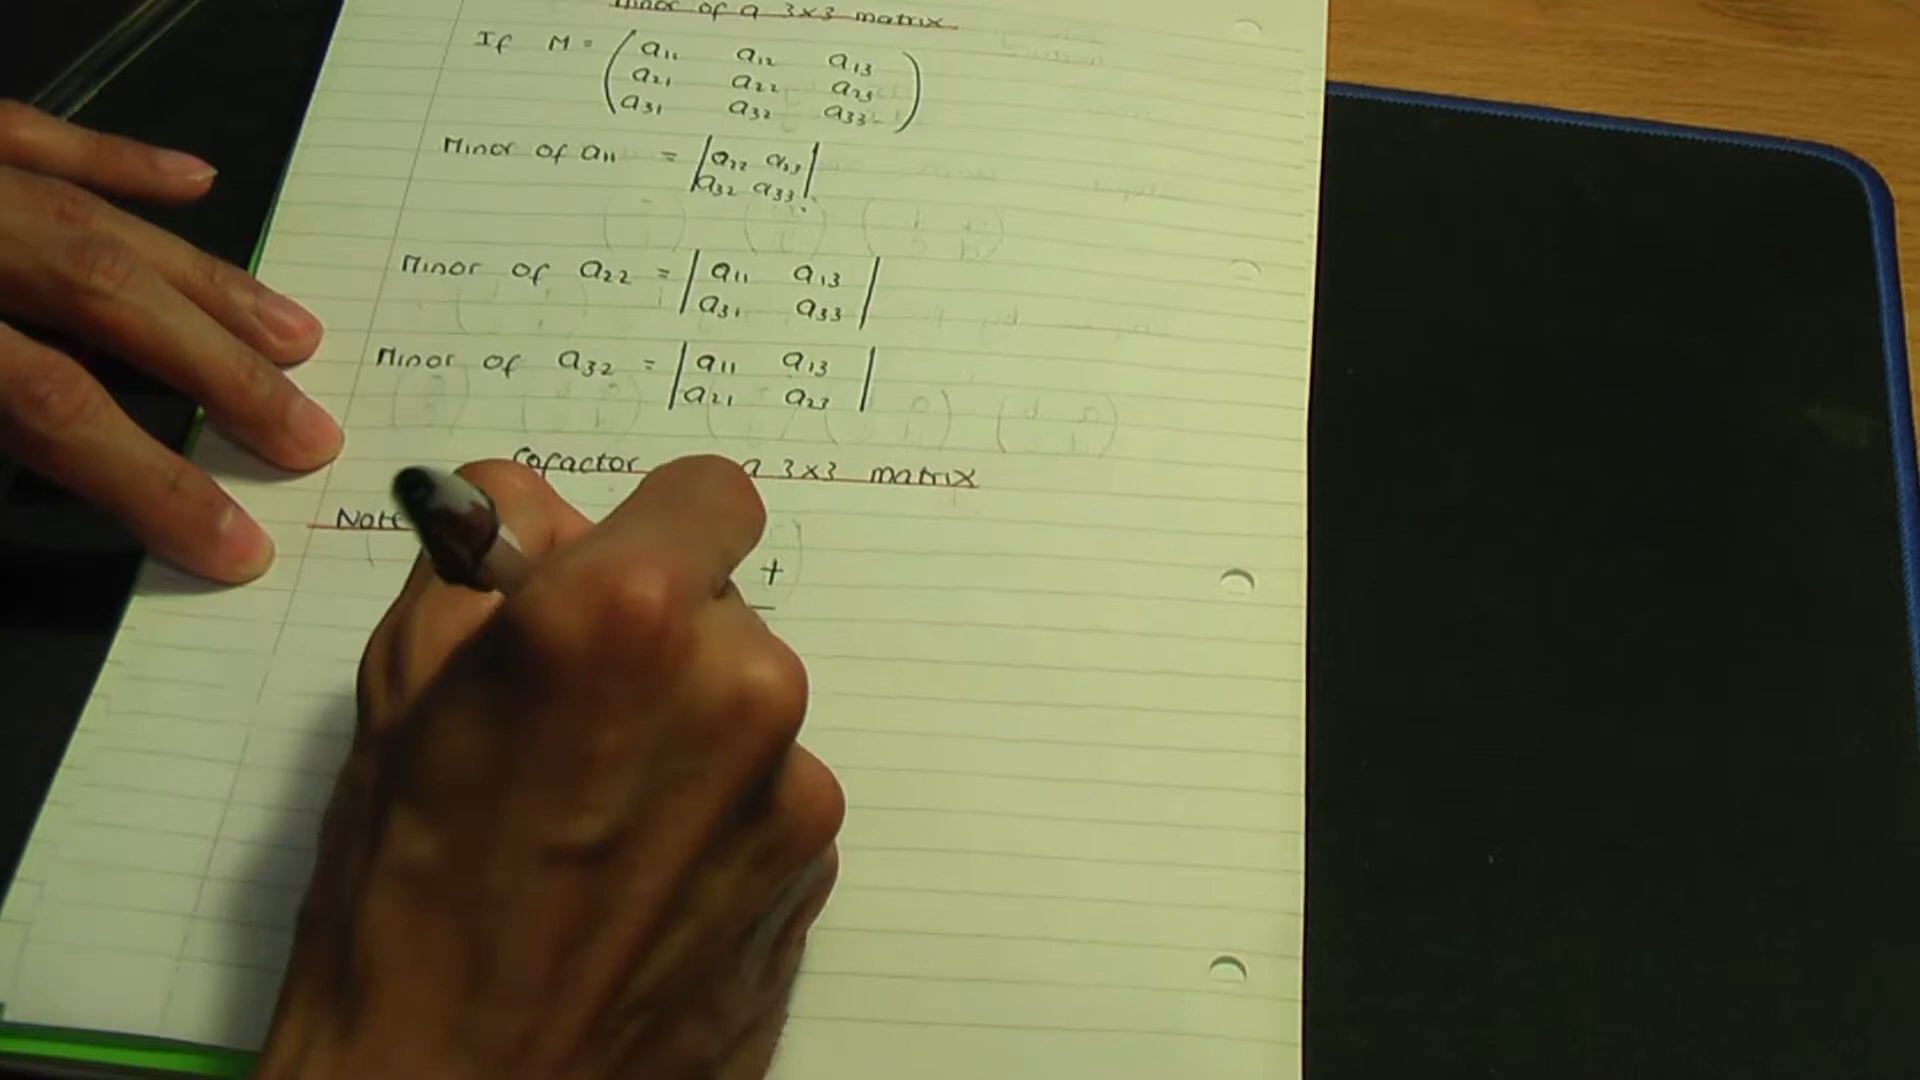 Minor of a 3x3 matrix
If M = ( a₁₁ a₁₂ a₁₃
a₂₁ a₂₂ a₂₃
a₃₁ a₃₂ a₃₃ )
Minor of a₁₁ = | a₂₂ a₂₃
a₃₂ a₃₃ |
Minor of a₂₂ = | a₁₁ a₁₃
a₃₁ a₃₃ |
Minor of a₃₂ = | a₁₁ a₁₃
a₂₁ a₂₃ |
Cofactor a 3x3 matrix
Note
+
−